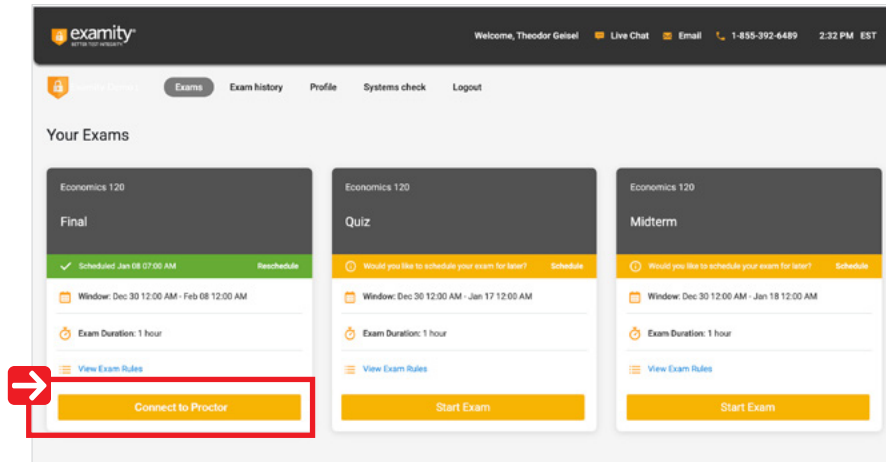 examity
BETTER TEST INTEGRITY
Welcome, Theodor Geisel Live Chat Email 1-855-392-6489 2:32 PM EST
Exams Exam history Profile Systems check Logout
Your Exams
Economics 120
Final
Scheduled Jan 08 07:00 AM Reschedule
Window: Dec 30 12:00 AM - Feb 08 12:00 AM
Exam Duration: 1 hour
View Exam Rules
Connect to Proctor
Economics 120
Quiz
Would you like to schedule your exam for later? Schedule
Window: Dec 30 12:00 AM - Jan 17 12:00 AM
Exam Duration: 1 hour
View Exam Rules
Start Exam
Economics 120
Midterm
Would you like to schedule your exam for later? Schedule
Window: Dec 30 12:00 AM - Jan 18 12:00 AM
Exam Duration: 1 hour
View Exam Rules
Start Exam